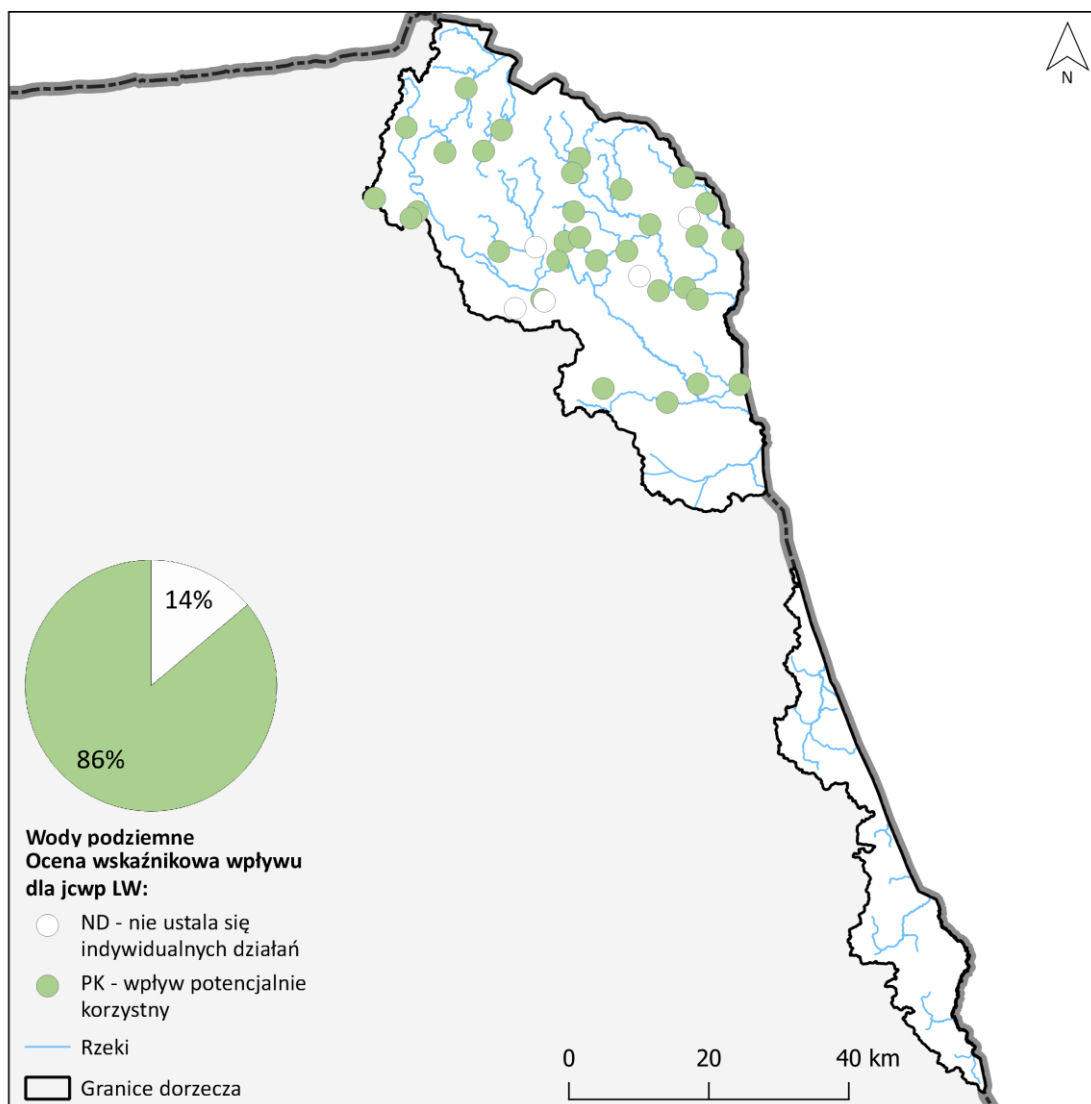 N
14%
86%
Wody podziemne
Ocena wskaźnikowa wpływu
dla jcwp LW:
ND - nie ustala się
indywidualnych działań
PK - wpływ potencjalnie
korzystny
Rzeki
Granice dorzecza
0 20 40 km